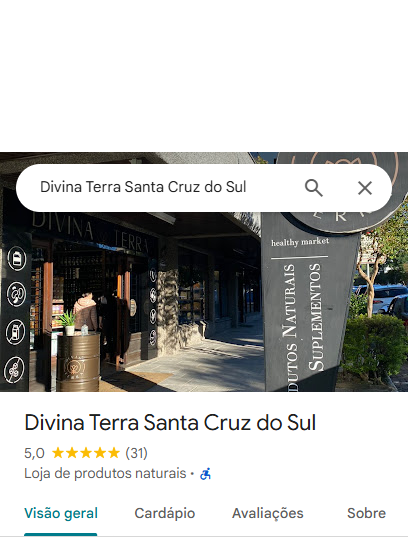 Divina Terra Santa Cruz do Sul
DIVINA TERRA
healthy market
DUTOS NATURAIS
SUPLEMENTOS
Divina Terra Santa Cruz do Sul
5,0 ★★★★★ (31)
Loja de produtos naturais ·
Visão geral Cardápio Avaliações Sobre